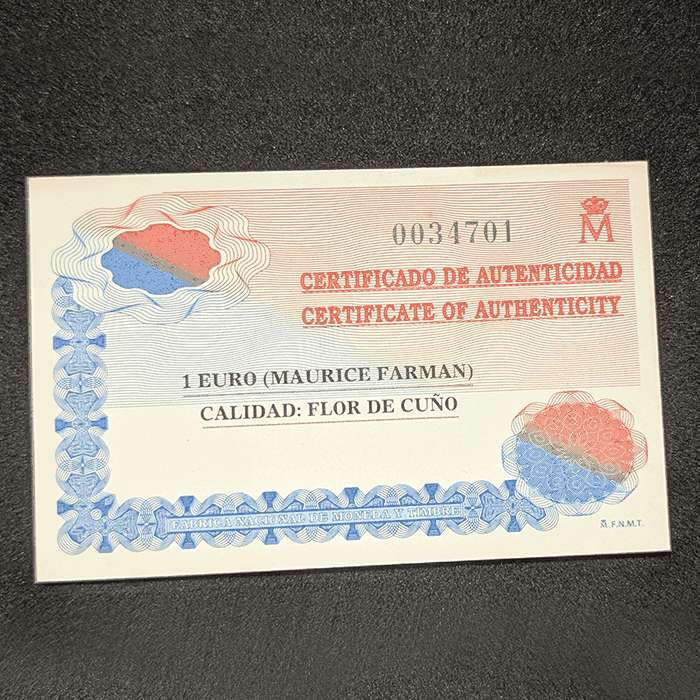 0034701
M
CERTIFICADO DE AUTENTICIDAD
CERTIFICATE OF AUTHENTICITY
1 EURO (MAURICE FARMAN)
CALIDAD: FLOR DE CUÑO
FABRICA NACIONAL DE MONEDA Y TIMBRE
M F.N.M.T.